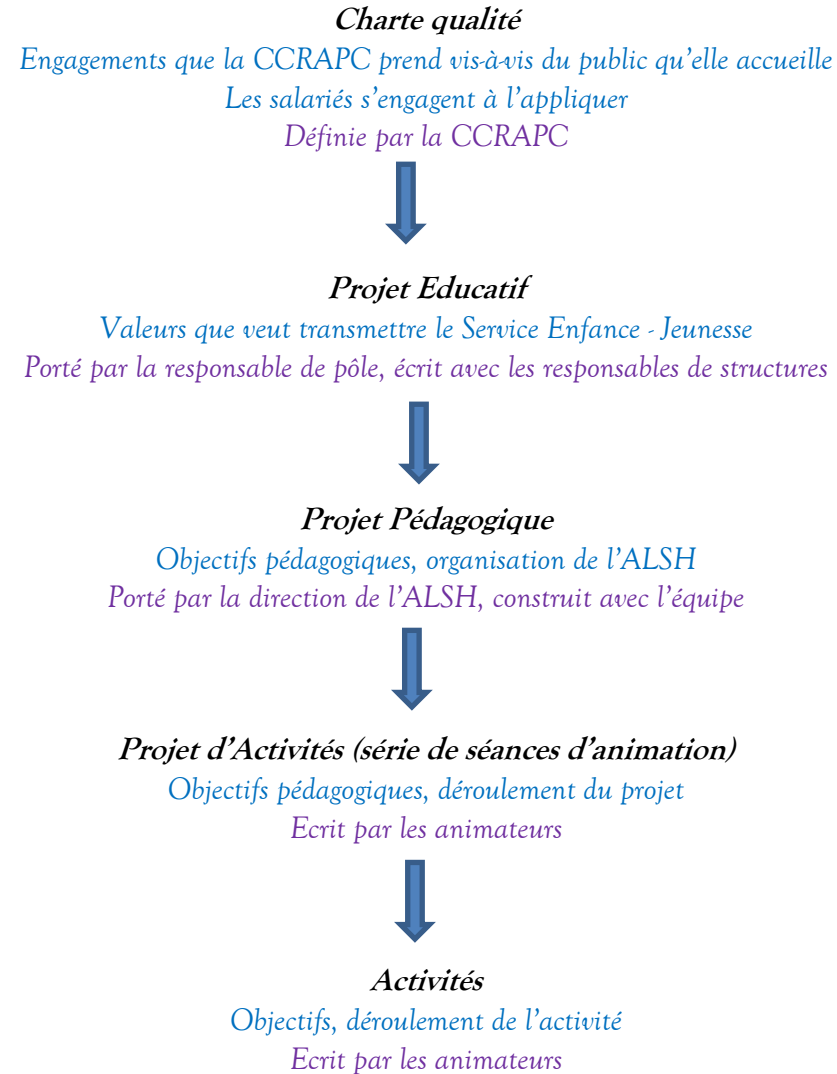 Charte qualité
Engagements que la CCRAPC prend vis-à-vis du public qu'elle accueille
Les salariés s'engagent à l'appliquer
Définie par la CCRAPC
Projet Educatif
Valeurs que veut transmettre le Service Enfance - Jeunesse
Porté par la responsable de pôle, écrit avec les responsables de structures
Projet Pédagogique
Objectifs pédagogiques, organisation de l'ALSH
Porté par la direction de l'ALSH, construit avec l'équipe
Projet d'Activités (série de séances d'animation)
Objectifs pédagogiques, déroulement du projet
Ecrit par les animateurs
Activités
Objectifs, déroulement de l'activité
Ecrit par les animateurs